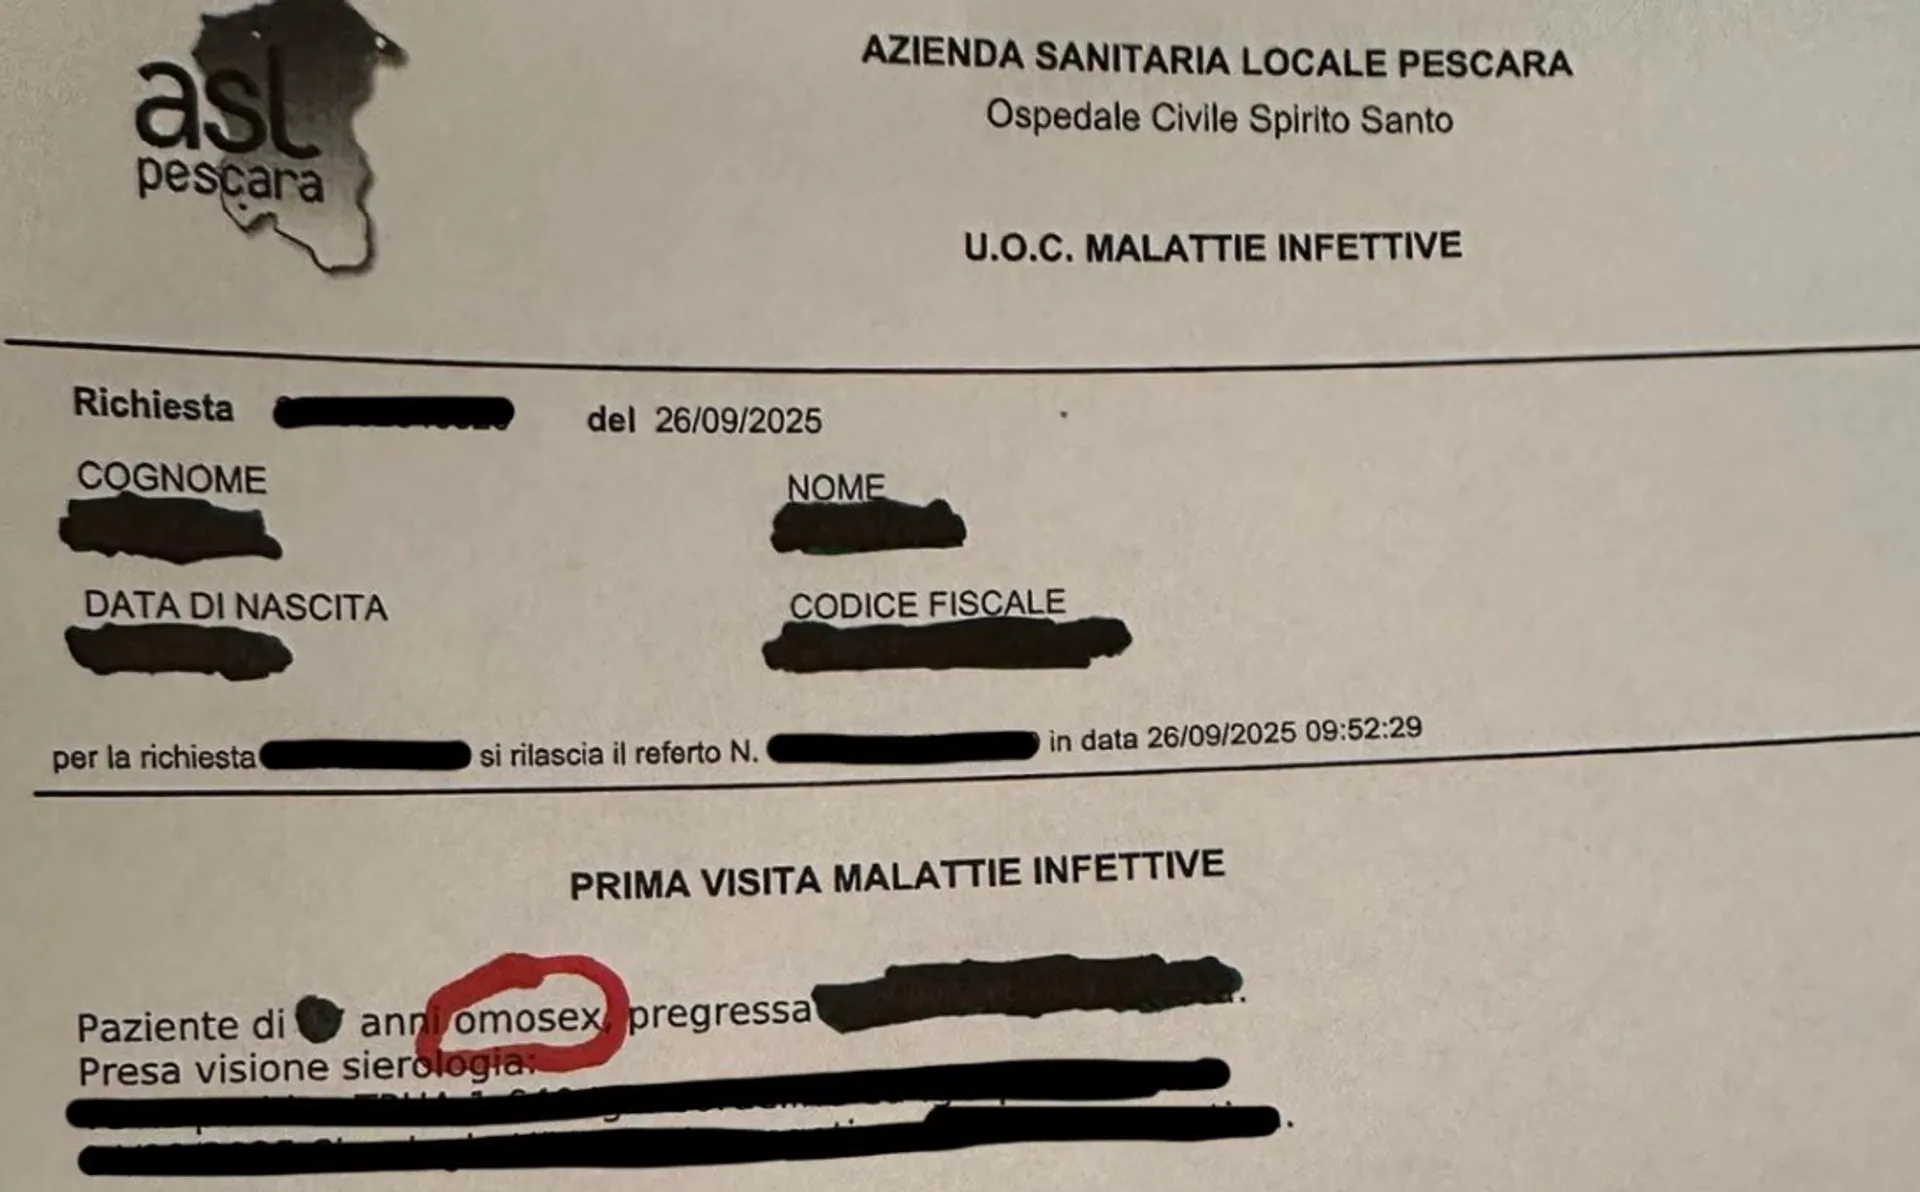 asl
pescara
AZIENDA SANITARIA LOCALE PESCARA
Ospedale Civile Spirito Santo
U.O.C. MALATTIE INFETTIVE
Richiesta del 26/09/2025
COGNOME NOME
DATA DI NASCITA CODICE FISCALE
per la richiesta si rilascia il referto N. in data 26/09/2025 09:52:29
PRIMA VISITA MALATTIE INFETTIVE
Paziente di anni omosex, pregressa .
Presa visione sierologia: